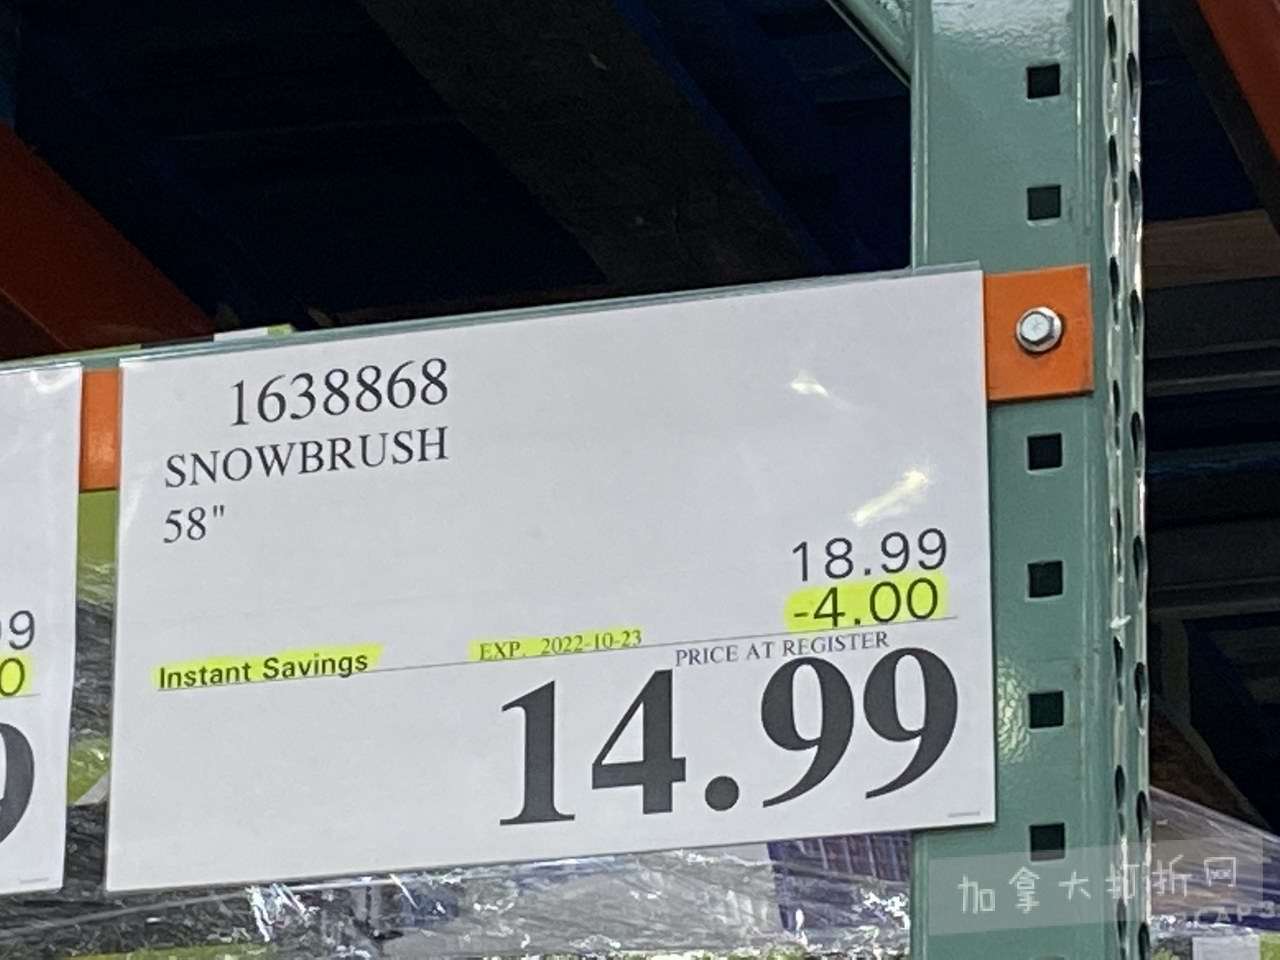 1638868
SNOWBRUSH
58"
18.99
-4.00
Instant Savings
EXP. 2022-10-23
PRICE AT REGISTER
14.99
加拿大打折网